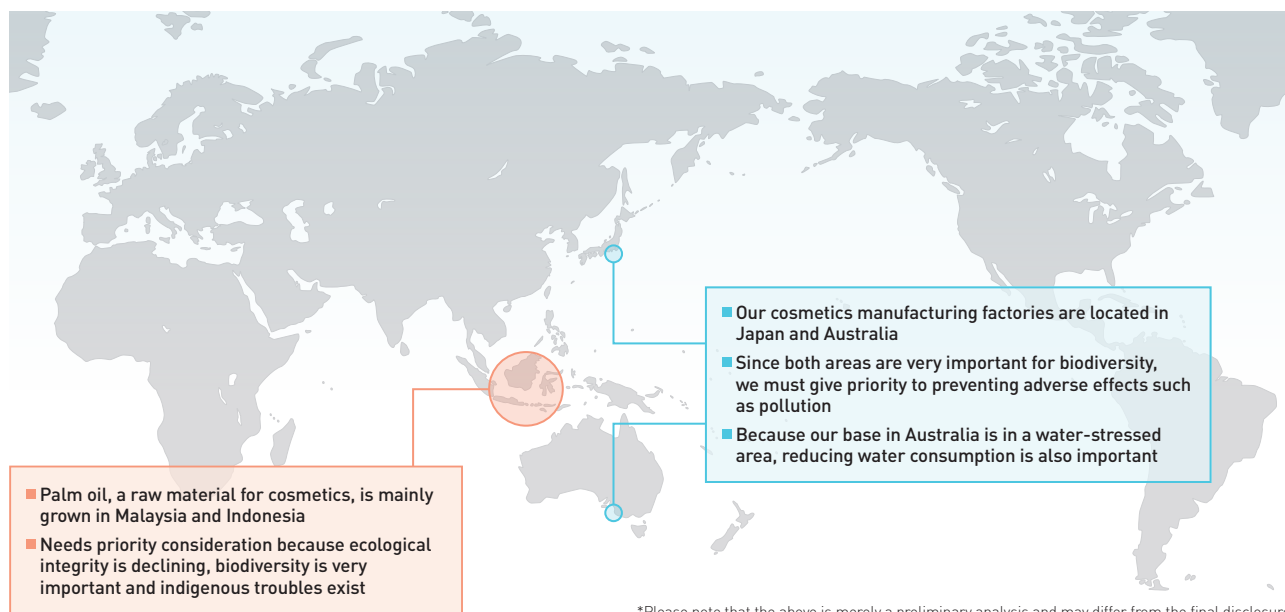 ■ Our cosmetics manufacturing factories are located in
Japan and Australia
■ Since both areas are very important for biodiversity,
we must give priority to preventing adverse effects such
as pollution
■ Because our base in Australia is in a water-stressed
area, reducing water consumption is also important
■ Palm oil, a raw material for cosmetics, is mainly
grown in Malaysia and Indonesia
■ Needs priority consideration because ecological
integrity is declining, biodiversity is very
important and indigenous troubles exist
*Please note that the above is merely a preliminary analysis and may differ from the final disclosure